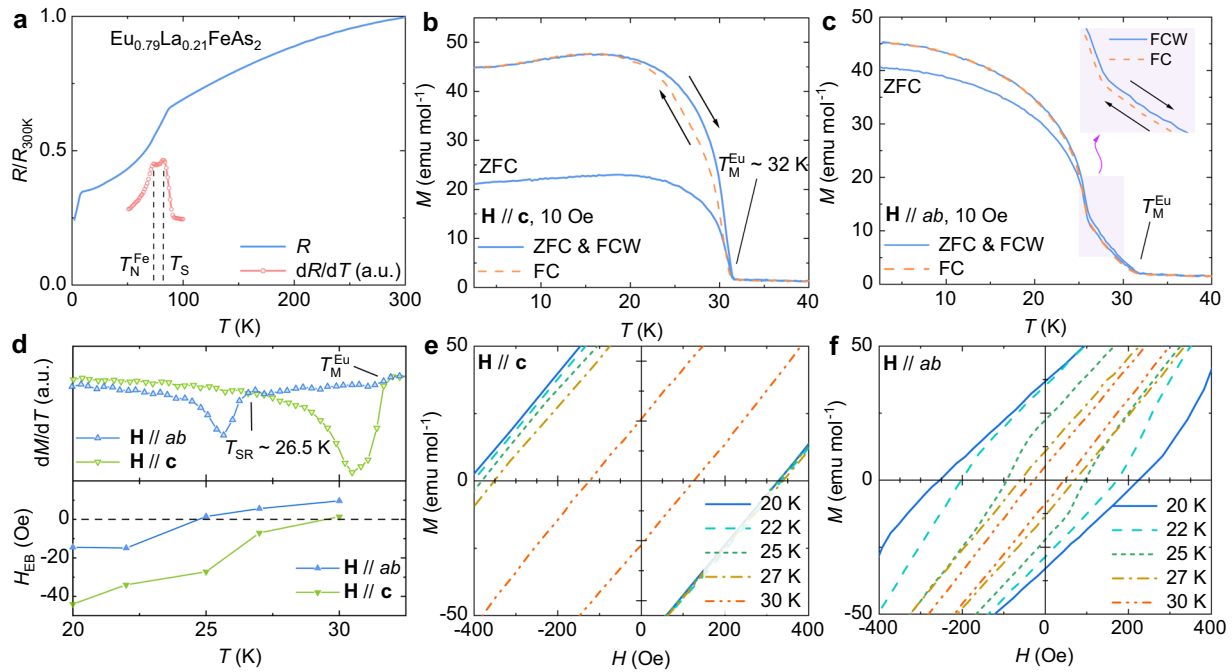 a
Eu0.79La0.21FeAs2
R/R300K
1.0
0.5
0.0
TNFe
TS
R
dR/dT (a.u.)
0
100
200
300
T (K)
b
M (emu mol-1)
50
40
30
20
10
0
ZFC
TMEu ~ 32 K
H // c, 10 Oe
ZFC & FCW
FC
10
20
30
40
T (K)
c
M (emu mol-1)
50
40
30
20
10
0
ZFC
FCW
FC
TMEu
H // ab, 10 Oe
ZFC & FCW
FC
10
20
30
40
T (K)
d
dM/dT (a.u.)
TMEu
H // ab
H // c
TSR ~ 26.5 K
HEB (Oe)
0
-20
-40
H // ab
H // c
20
25
30
T (K)
e
H // c
M (emu mol-1)
50
0
-50
20 K
22 K
25 K
27 K
30 K
-400
-200
0
200
400
H (Oe)
f
H // ab
M (emu mol-1)
50
0
-50
20 K
22 K
25 K
27 K
30 K
-400
-200
0
200
400
H (Oe)